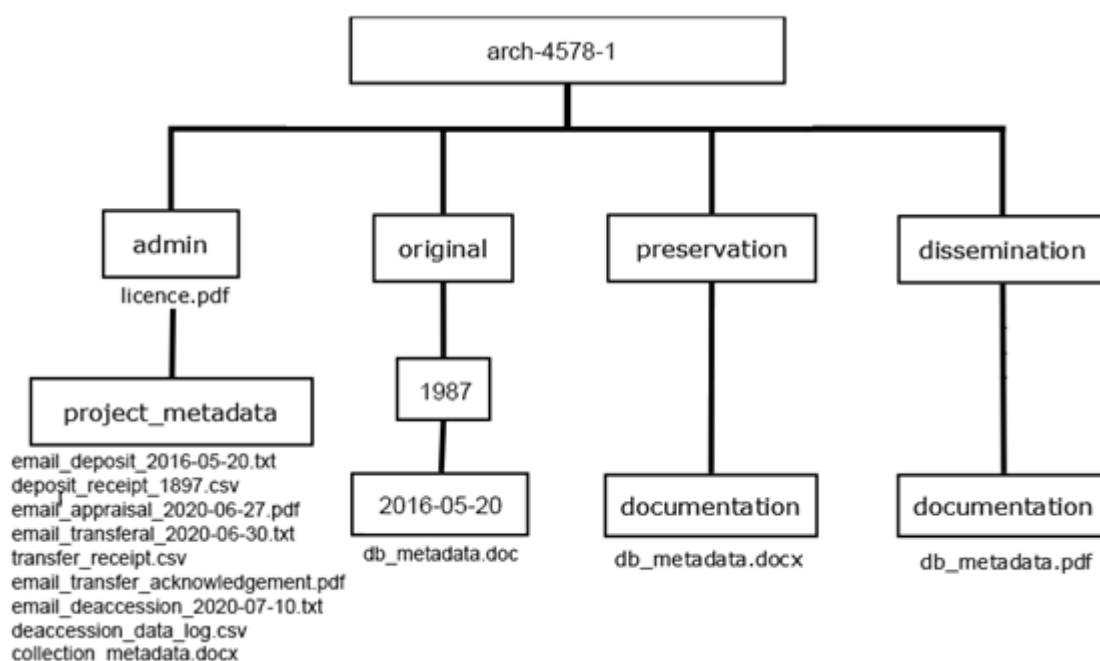 arch-4578-1
admin
original
preservation
dissemination
licence.pdf
1987
project_metadata
email_deposit_2016-05-20.txt
deposit_receipt_1897.csv
email_appraisal_2020-06-27.pdf
email_transferal_2020-06-30.txt
transfer_receipt.csv
email_transfer_acknowledgement.pdf
email_deaccession_2020-07-10.txt
deaccession_data_log.csv
collection_metadata.docx
2016-05-20
db_metadata.doc
documentation
db_metadata.docx
documentation
db_metadata.pdf